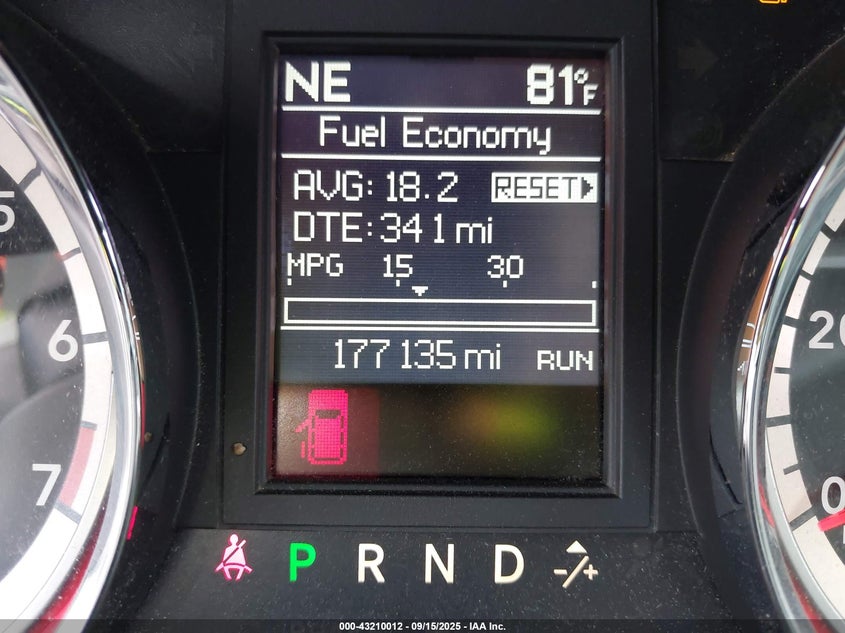 NE 81°F
Fuel Economy
AVG: 18.2 RESET
DTE: 341 mi
MPG 15 30
177135 mi RUN
5
6
7
20
0
P R N D -/+
000-43210012 - 09/15/2025 - IAA Inc.